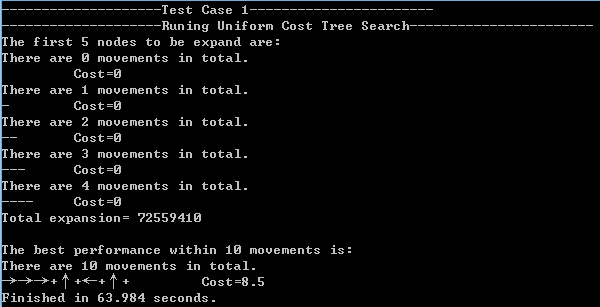 --------------------Test Case 1-----------------------
--------------------Runing Uniform Cost Tree Search-----------------------
The first 5 nodes to be expand are:
There are 0 movements in total.
Cost=0
There are 1 movements in total.
- Cost=0
There are 2 movements in total.
-- Cost=0
There are 3 movements in total.
--- Cost=0
There are 4 movements in total.
---- Cost=0
Total expansion= 72559410
The best performance within 10 movements is:
There are 10 movements in total.
→→→+↑+←+↑+ Cost=8.5
Finished in 63.984 seconds.